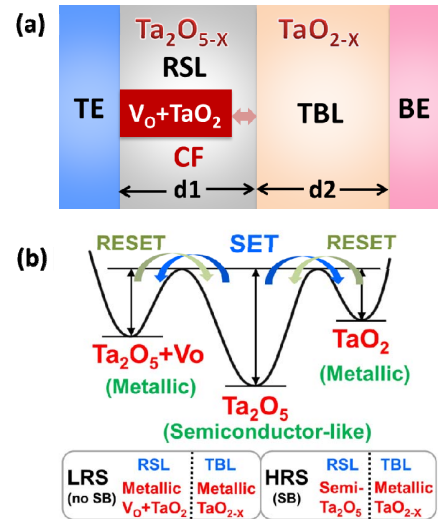 (a)
Ta₂O₅₋ₓ TaO₂₋ₓ
RSL
TE V₀+TaO₂ TBL BE
CF
d1 d2
(b)
RESET SET RESET
Ta₂O₅+Vo
(Metallic)
TaO₂
(Metallic)
Ta₂O₅
(Semiconductor-like)
LRS
(no SB)
RSL TBL
Metallic Metallic
V₀+TaO₂ TaO₂₋ₓ
HRS
(SB)
RSL TBL
Semi- Metallic
Ta₂O₅ TaO₂₋ₓ